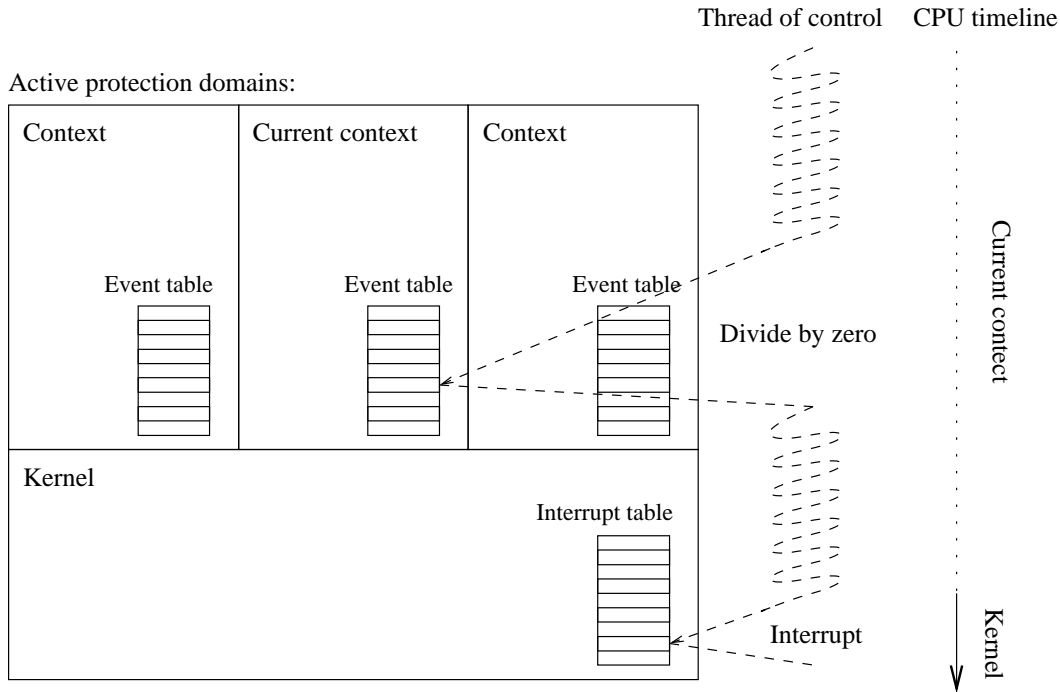 Thread of control
CPU timeline
Active protection domains:
Context
Current context
Context
Event table
Event table
Event table
Divide by zero
Current contect
Kernel
Interrupt table
Interrupt
Kernel